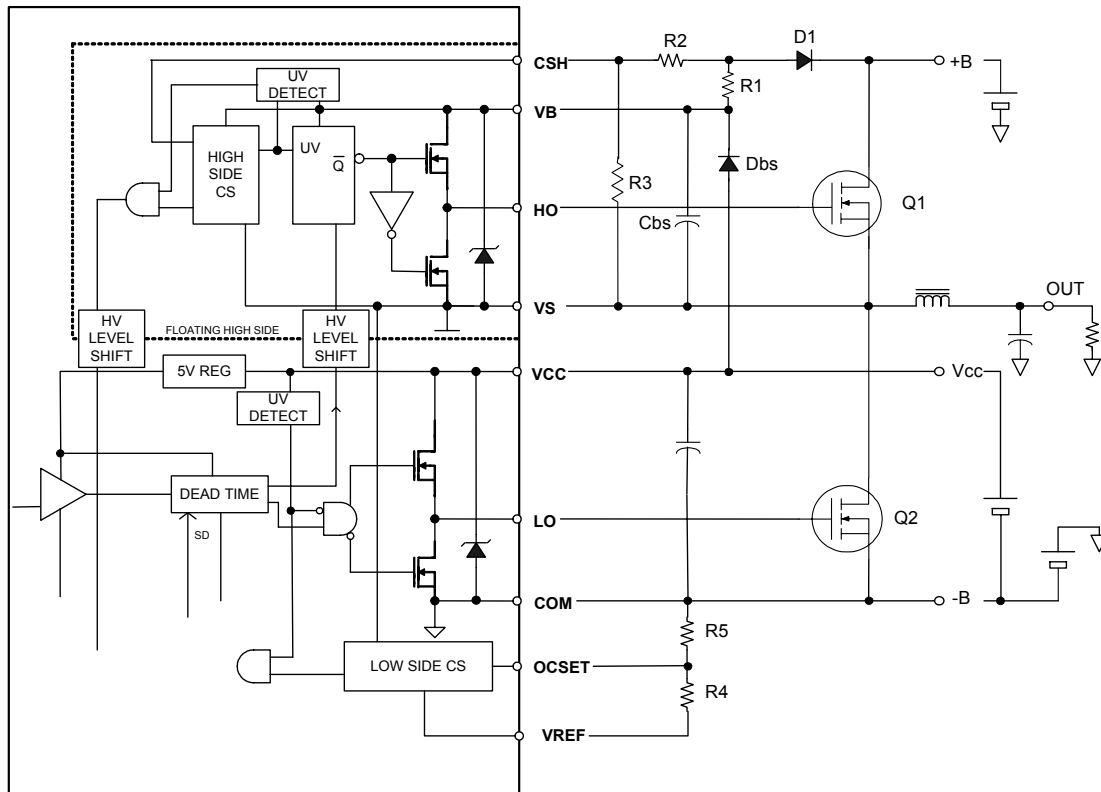 CSH
R2
D1
+B
UV
DETECT
R1
VB
HIGH
SIDE
CS
UV
Q
R3
Dbs
HO
Q1
Cbs
VS
OUT
HV
LEVEL
SHIFT
FLOATING HIGH SIDE
HV
LEVEL
SHIFT
5V REG
VCC
Vcc
UV
DETECT
DEAD TIME
SD
LO
Q2
COM
-B
R5
LOW SIDE CS
OCSET
R4
VREF